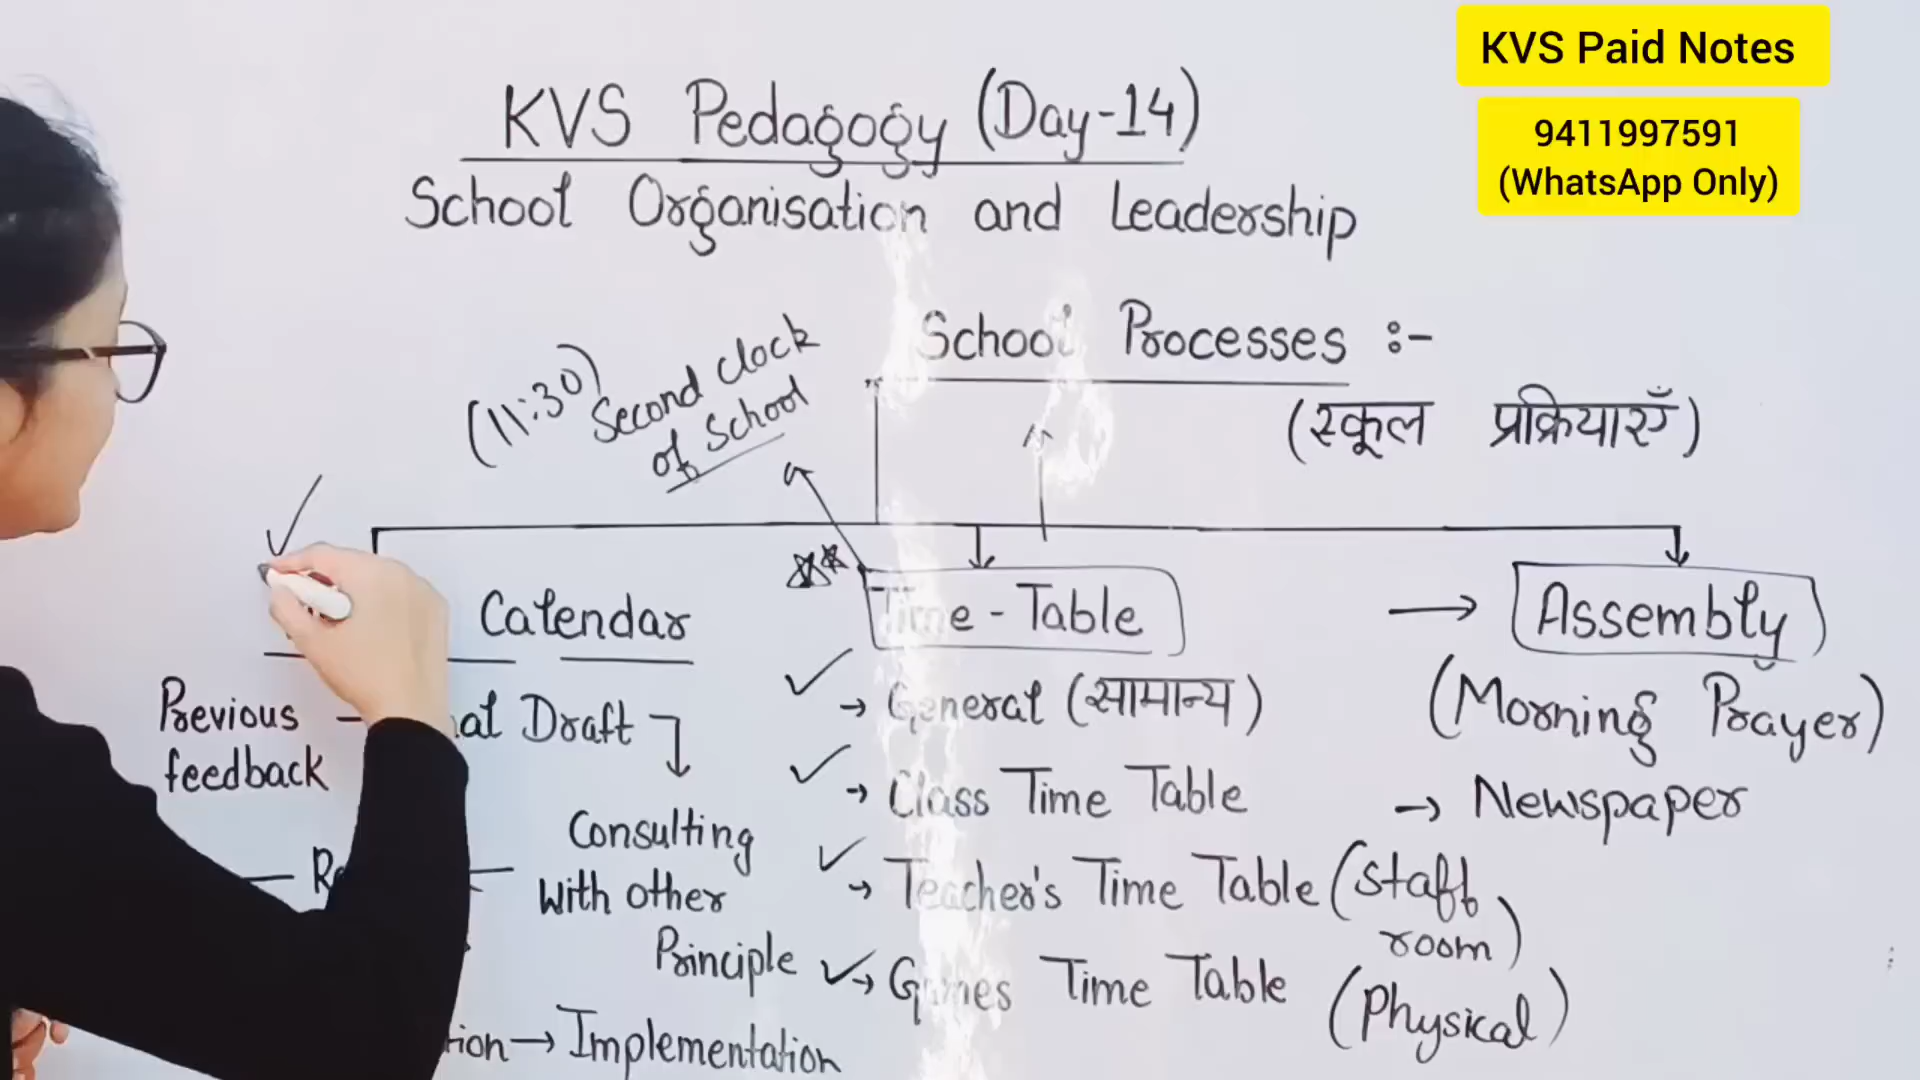 KVS Paid Notes
9411997591
(WhatsApp Only)
KVS Pedagogy (Day-14)
School Organisation and Leadership
School Processes :-
(स्कूल प्रक्रियाएँ)
(11:30) Second clock
of School
Calendar
Previous
feedback
Draft
Consulting
with other
Principle
Implementation
Time - Table
→ General (सामान्य)
→ Class Time Table
→ Teacher's Time Table (Staff
room)
→ Games Time Table (Physical)
→ Assembly
(Morning Prayer)
→ Newspaper